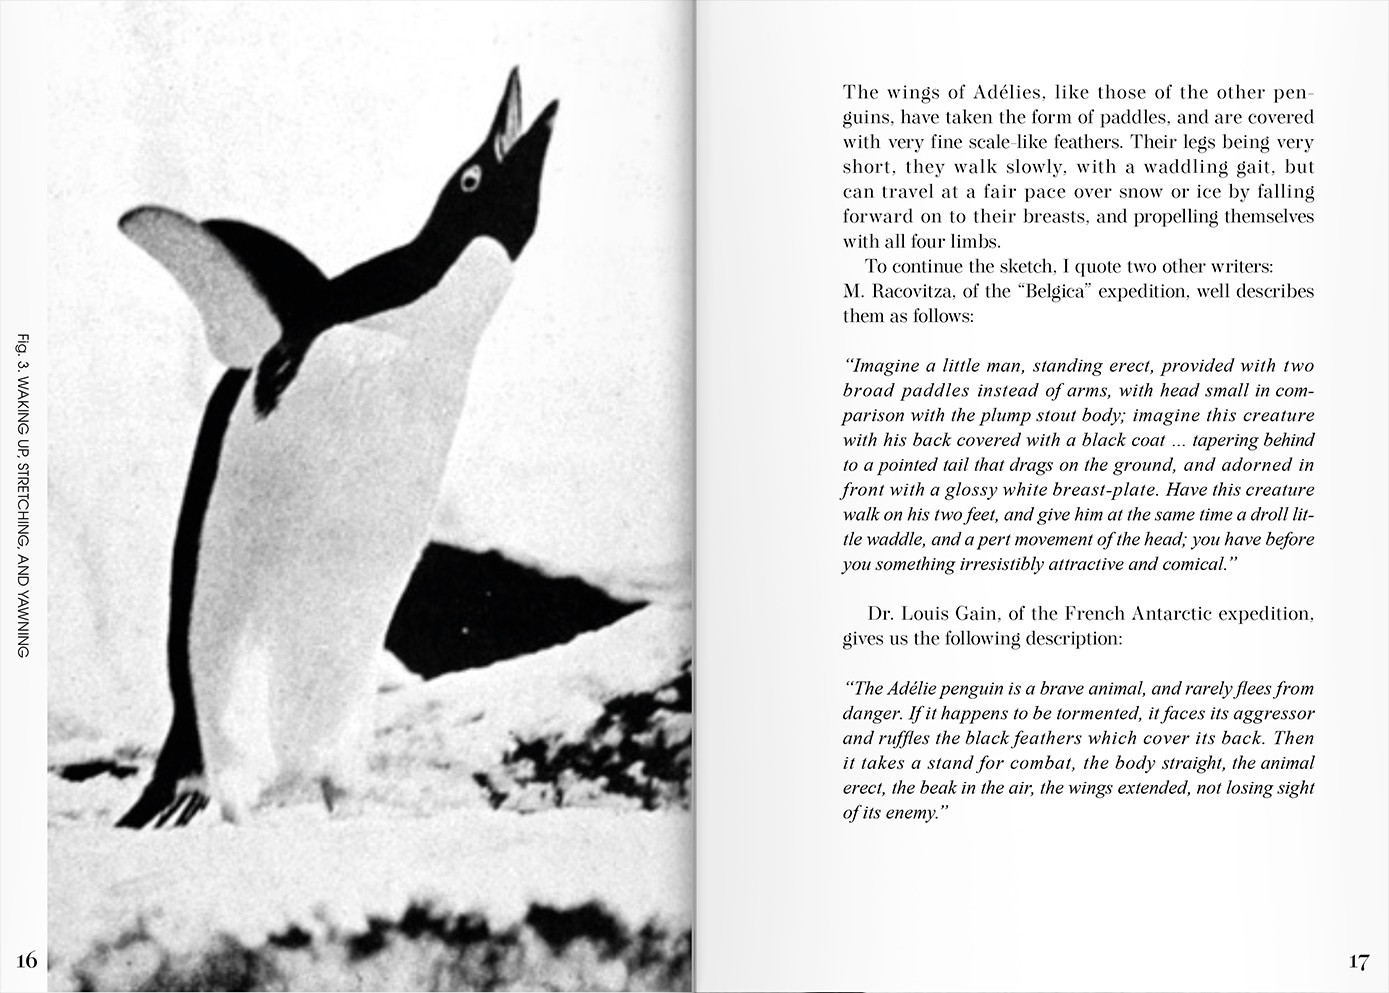 Fig. 3. WAKING UP, STRETCHING, AND YAWNING
16
The wings of Adélies, like those of the other pen-
guins, have taken the form of paddles, and are covered
with very fine scale-like feathers. Their legs being very
short, they walk slowly, with a waddling gait, but
can travel at a fair pace over snow or ice by falling
forward on to their breasts, and propelling themselves
with all four limbs.
To continue the sketch, I quote two other writers:
M. Racovitza, of the “Belgica” expedition, well describes
them as follows:
“Imagine a little man, standing erect, provided with two
broad paddles instead of arms, with head small in com-
parison with the plump stout body; imagine this creature
with his back covered with a black coat ... tapering behind
to a pointed tail that drags on the ground, and adorned in
front with a glossy white breast-plate. Have this creature
walk on his two feet, and give him at the same time a droll lit-
tle waddle, and a pert movement of the head; you have before
you something irresistibly attractive and comical.”
Dr. Louis Gain, of the French Antarctic expedition,
gives us the following description:
“The Adélie penguin is a brave animal, and rarely flees from
danger. If it happens to be tormented, it faces its aggressor
and ruffles the black feathers which cover its back. Then
it takes a stand for combat, the body straight, the animal
erect, the beak in the air, the wings extended, not losing sight
of its enemy.”
17